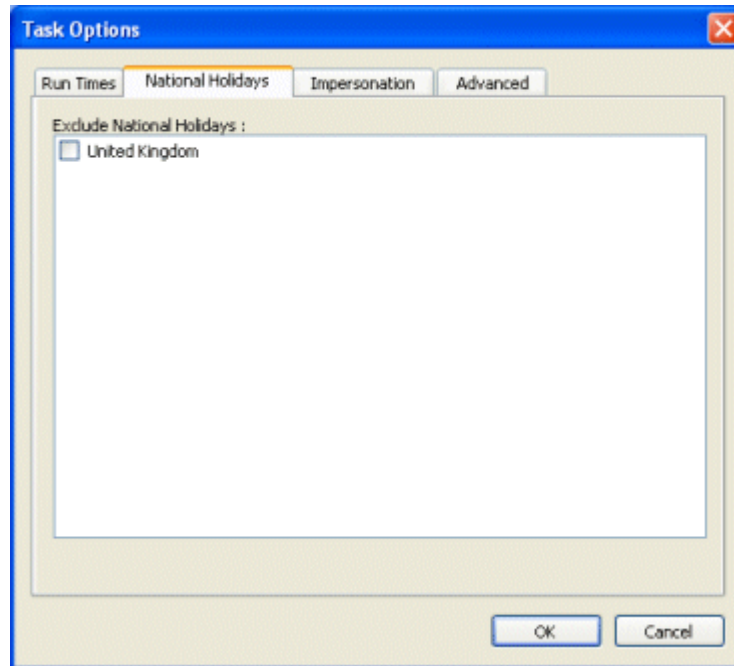 Task Options
Run Times National Holidays Impersonation Advanced
Exclude National Holidays :
United Kingdom
OK Cancel